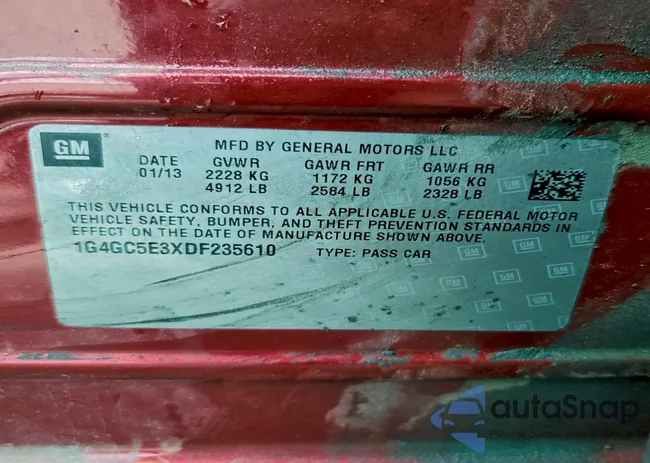 GM
MFD BY GENERAL MOTORS LLC
DATE GVWR GAWR FRT GAWR RR
01/13 2228 KG 1172 KG 1056 KG
4912 LB 2584 LB 2328 LB
THIS VEHICLE CONFORMS TO ALL APPLICABLE U.S. FEDERAL MOTOR
VEHICLE SAFETY, BUMPER, AND THEFT PREVENTION STANDARDS IN
EFFECT ON THE DATE OF MANUFACTURE SHOWN ABOVE.
1G4GC5E3XDF235610 TYPE: PASS CAR
autaSnap